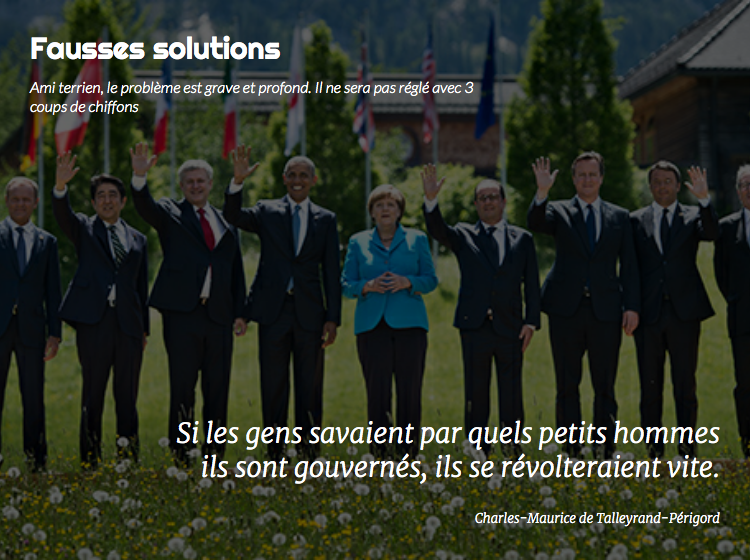 Fausses solutions
Ami terrien, le problème est grave et profond. Il ne sera pas réglé avec 3
coups de chiffons
Si les gens savaient par quels petits hommes
ils sont gouvernés, ils se révolteraient vite.
Charles-Maurice de Talleyrand-Périgord